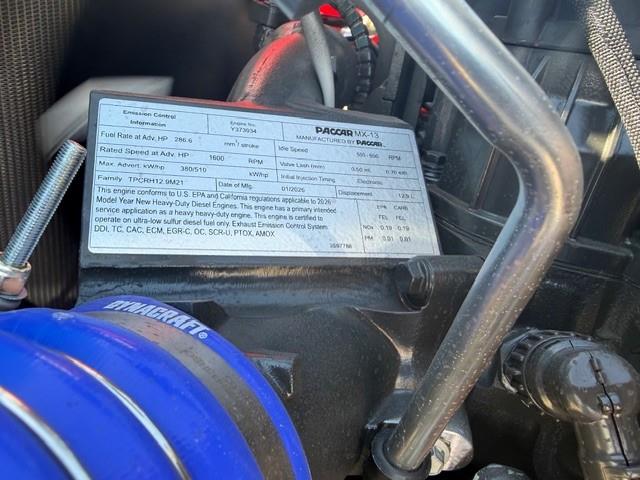 Emission Control Information
Engine No. Y373934
PACCAR MX-13
MANUFACTURED BY PACCAR
Fuel Rate at Adv. HP 286.6 mm³/ stroke
Idle Speed 550 - 650 RPM
Rated Speed at Adv. HP 1600 RPM
Valve Lash (mm) 0.50 int. 0.70 exh.
Max. Advert. kW/hp 380/510 kW/hp
Initial Injection Timing Electronic
Family TPCRH12.9M21
Date of Mfg. 01/2026
Displacement 12.9 L
This engine conforms to U.S. EPA and California regulations applicable to 2026
Model Year New Heavy-Duty Diesel Engines. This engine has a primary intended
service application as a heavy heavy-duty engine. This engine is certified to
operate on ultra-low sulfur diesel fuel only. Exhaust Emission Control System:
DDI, TC, CAC, ECM, EGR-C, OC, SCR-U, PTOX, AMOX
EPA CARB
FEL FEL
NOx 0.19 0.19
PM 0.01 0.01
DYNACRAFT®